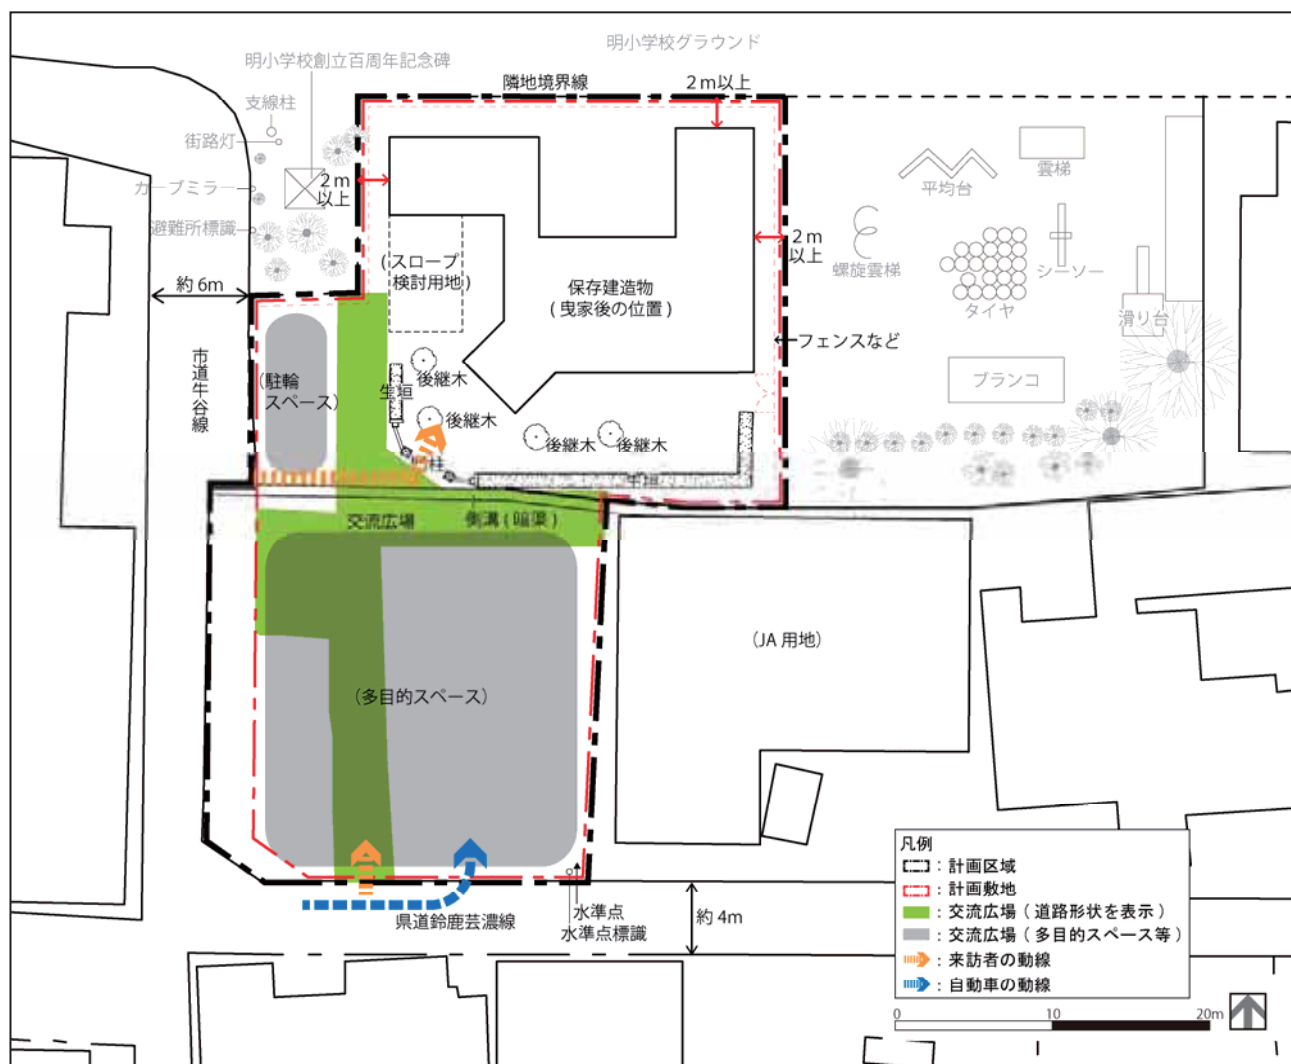 明小学校グラウンド
明小学校創立百周年記念碑
隣地境界線
2m以上
支線柱
街路灯
カーブミラー
避難所標識
2m
以上
雲梯
平均台
螺旋雲梯
シーソー
タイヤ
滑り台
ブランコ
2m
以上
(スロープ
検討用地)
保存建造物
(曳家後の位置)
約6m
フェンスなど
市道牛谷線
(駐輪
スペース)
生垣
後継木
後継木
後継木
後継木
門柱
生垣
交流広場
側溝(暗渠)
(JA用地)
(多目的スペース)
県道鈴鹿芸濃線
水準点
水準点標識
約4m
凡例
:計画区域
:計画敷地
:交流広場(道路形状を表示)
:交流広場(多目的スペース等)
:来訪者の動線
:自動車の動線
0 10 20m